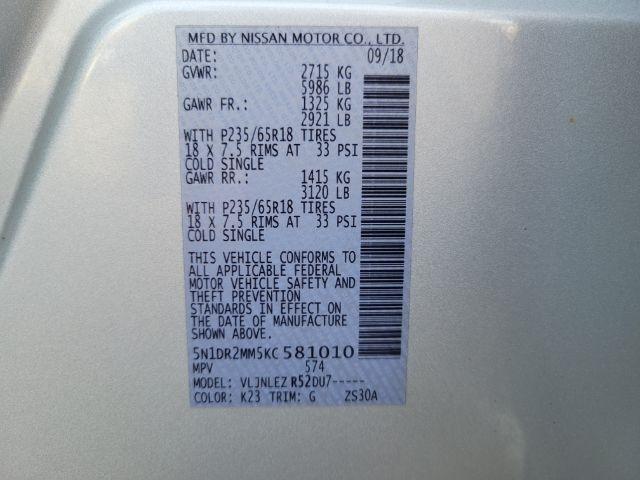 MFD BY NISSAN MOTOR CO., LTD.
DATE: 09/18
GVWR: 2715 KG
5986 LB
GAWR FR.: 1325 KG
2921 LB
WITH P235/65R18 TIRES
18 X 7.5 RIMS AT 33 PSI
COLD SINGLE
GAWR RR.: 1415 KG
3120 LB
WITH P235/65R18 TIRES
18 X 7.5 RIMS AT 33 PSI
COLD SINGLE
THIS VEHICLE CONFORMS TO
ALL APPLICABLE FEDERAL
MOTOR VEHICLE SAFETY AND
THEFT PREVENTION
STANDARDS IN EFFECT ON
THE DATE OF MANUFACTURE
SHOWN ABOVE.
5N1DR2MM5KC581010
MPV 574
MODEL: VLJNLEZ R52DU7-----
COLOR: K23 TRIM: G ZS30A